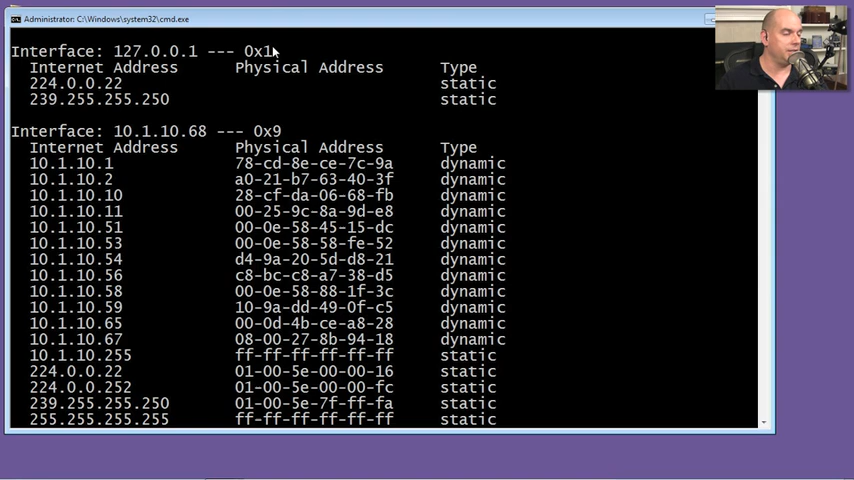 Administrator: C:\Windows\system32\cmd.exe
Interface: 127.0.0.1 --- 0x1
Internet Address Physical Address Type
224.0.0.22 static
239.255.255.250 static
Interface: 10.1.10.68 --- 0x9
Internet Address Physical Address Type
10.1.10.1 78-cd-8e-ce-7c-9a dynamic
10.1.10.2 a0-21-b7-63-40-3f dynamic
10.1.10.10 28-cf-da-06-68-fb dynamic
10.1.10.11 00-25-9c-8a-9d-e8 dynamic
10.1.10.51 00-0e-58-45-15-dc dynamic
10.1.10.53 00-0e-58-58-fe-52 dynamic
10.1.10.54 d4-9a-20-5d-d8-21 dynamic
10.1.10.56 c8-bc-c8-a7-38-d5 dynamic
10.1.10.58 00-0e-58-88-1f-3c dynamic
10.1.10.59 10-9a-dd-49-0f-c5 dynamic
10.1.10.65 00-0d-4b-ce-a8-28 dynamic
10.1.10.67 08-00-27-8b-94-18 dynamic
10.1.10.255 ff-ff-ff-ff-ff-ff static
224.0.0.22 01-00-5e-00-00-16 static
224.0.0.252 01-00-5e-00-00-fc static
239.255.255.250 01-00-5e-7f-ff-fa static
255.255.255.255 ff-ff-ff-ff-ff-ff static